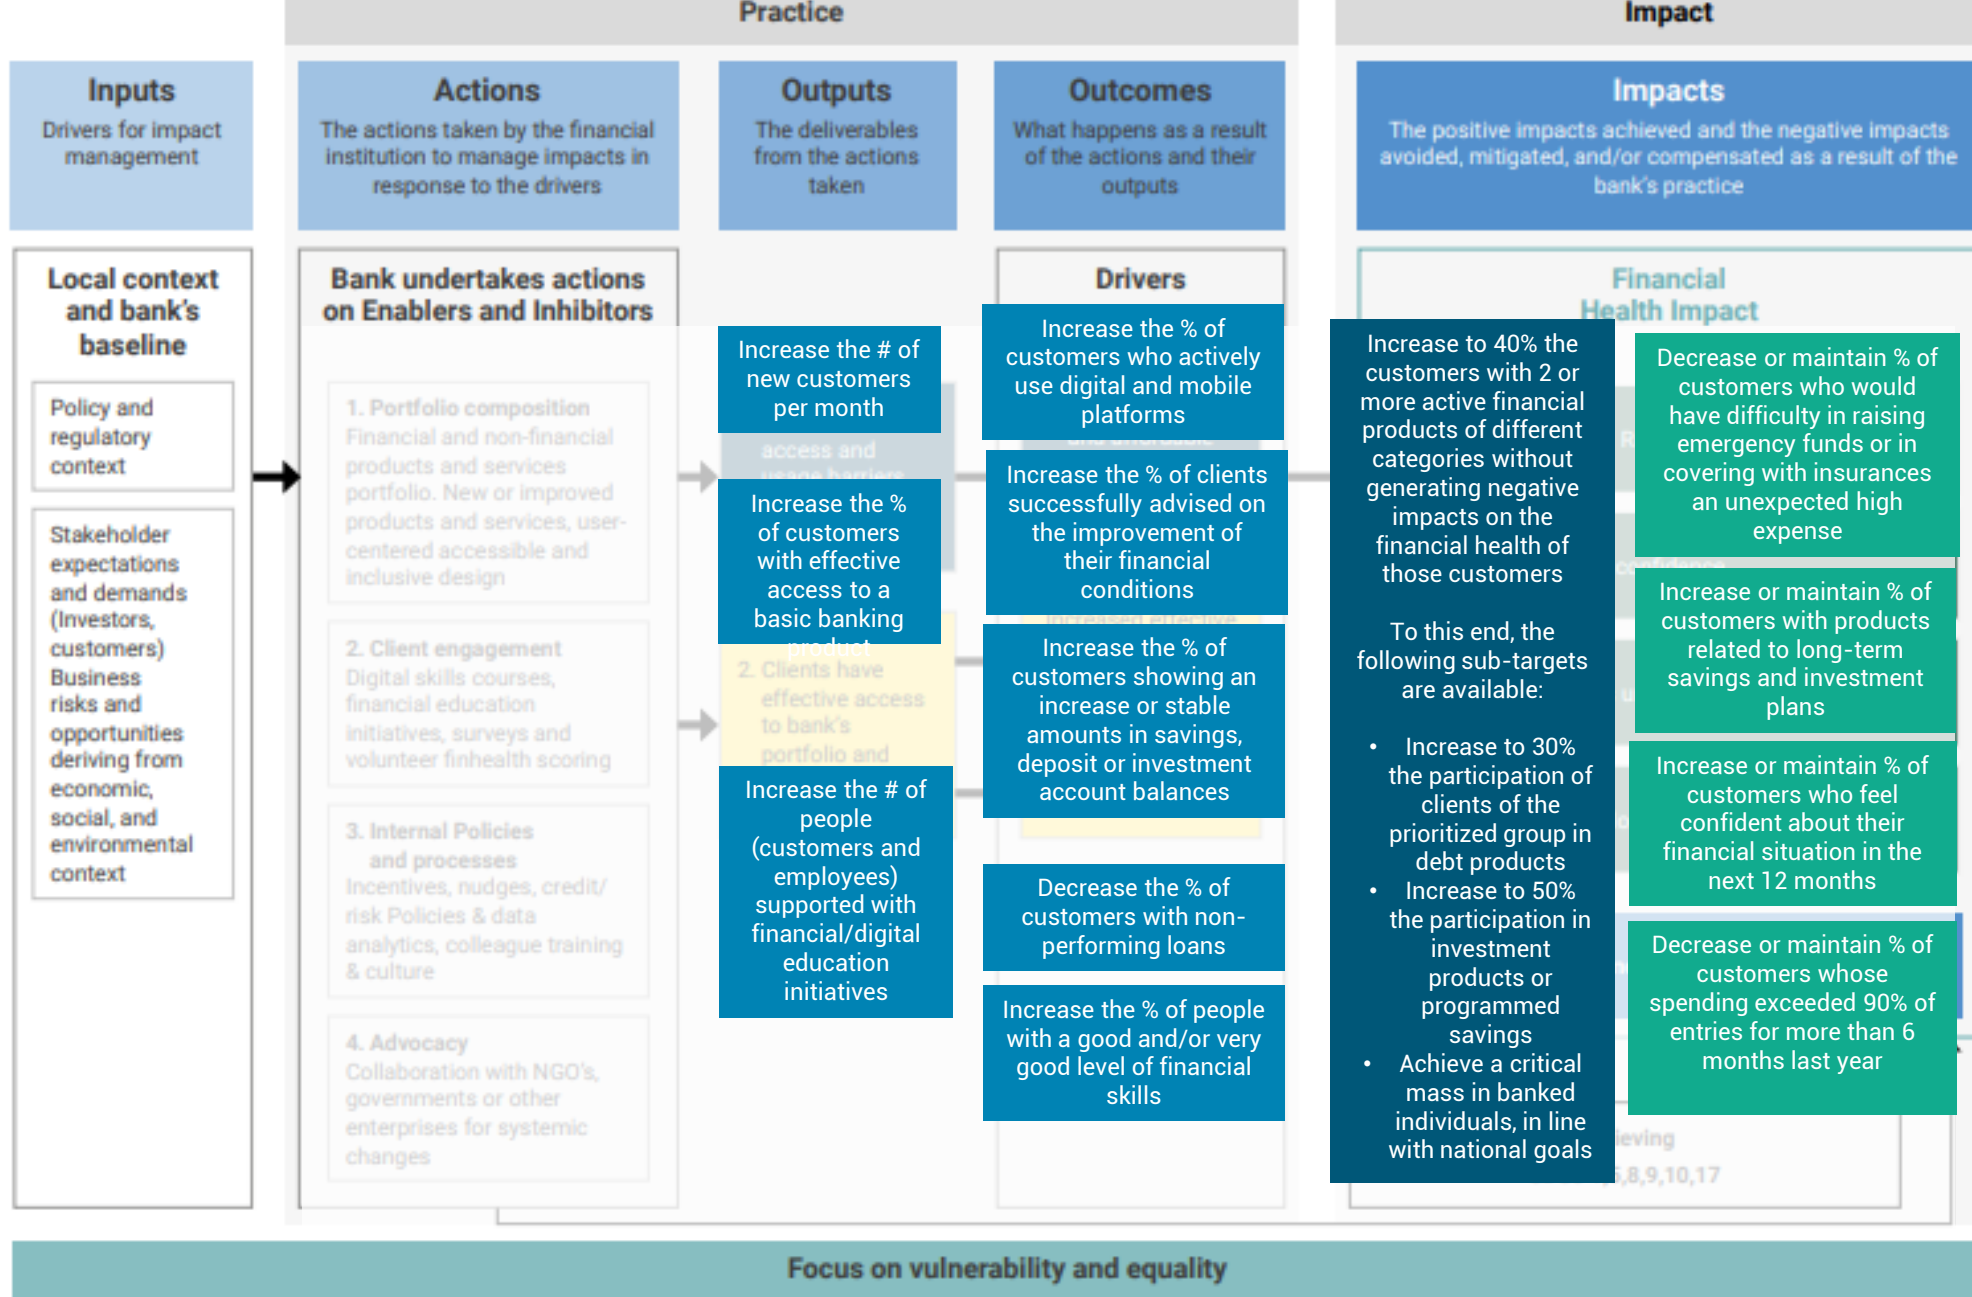 Practice
Impact
Inputs
Drivers for impact
management
Actions
The actions taken by the financial
institution to manage impacts in
response to the drivers
Outputs
The deliverables
from the actions
taken
Outcomes
What happens as a result
of the actions and their
outputs
Impacts
The positive impacts achieved and the negative impacts
avoided, mitigated, and/or compensated as a result of the
bank's practice
Local context
and bank's
baseline
Policy and
regulatory
context
Stakeholder
expectations
and demands
(Investors,
customers)
Business
risks and
opportunities
deriving from
economic,
social, and
environmental
context
Bank undertakes actions
on Enablers and Inhibitors
1. Portfolio composition
Financial and non-financial
products and services
portfolio. New or improved
products and services, user-
centered accessible and
inclusive design
2. Client engagement
Digital skills courses,
financial education
initiatives, surveys and
volunteer finhealth scoring
3. Internal Policies
and processes
Incentives, nudges, credit/
risk Policies & data
analytics, colleague training
& culture
4. Advocacy
Collaboration with NGO's,
governments or other
enterprises for systemic
changes
Increase the # of
new customers
per month
access and
usage barriers
Increase the %
of customers
with effective
access to a
basic banking
product
2. Clients have
effective access
to bank's
portfolio and
Increase the # of
people
(customers and
employees)
supported with
financial/digital
education
initiatives
Drivers
Increase the % of
customers who actively
use digital and mobile
platforms
and affordable
Increase the % of clients
successfully advised on
the improvement of
their financial
conditions
Increased effective
Increase the % of
customers showing an
increase or stable
amounts in savings,
deposit or investment
account balances
Decrease the % of
customers with non-
performing loans
Increase the % of people
with a good and/or very
good level of financial
skills
Financial
Health Impact
Increase to 40% the
customers with 2 or
more active financial
products of different
categories without
generating negative
impacts on the
financial health of
those customers
To this end, the
following sub-targets
are available:
• Increase to 30%
the participation of
clients of the
prioritized group in
debt products
• Increase to 50%
the participation in
investment
products or
programmed
savings
• Achieve a critical
mass in banked
individuals, in line
with national goals
Decrease or maintain % of
customers who would
have difficulty in raising
emergency funds or in
covering with insurances
an unexpected high
expense
confidence
Increase or maintain % of
customers with products
related to long-term
savings and investment
plans
Increase or maintain % of
customers who feel
confident about their
financial situation in the
next 12 months
Decrease or maintain % of
customers whose
spending exceeded 90% of
entries for more than 6
months last year
ieving
,8,9,10,17
Focus on vulnerability and equality